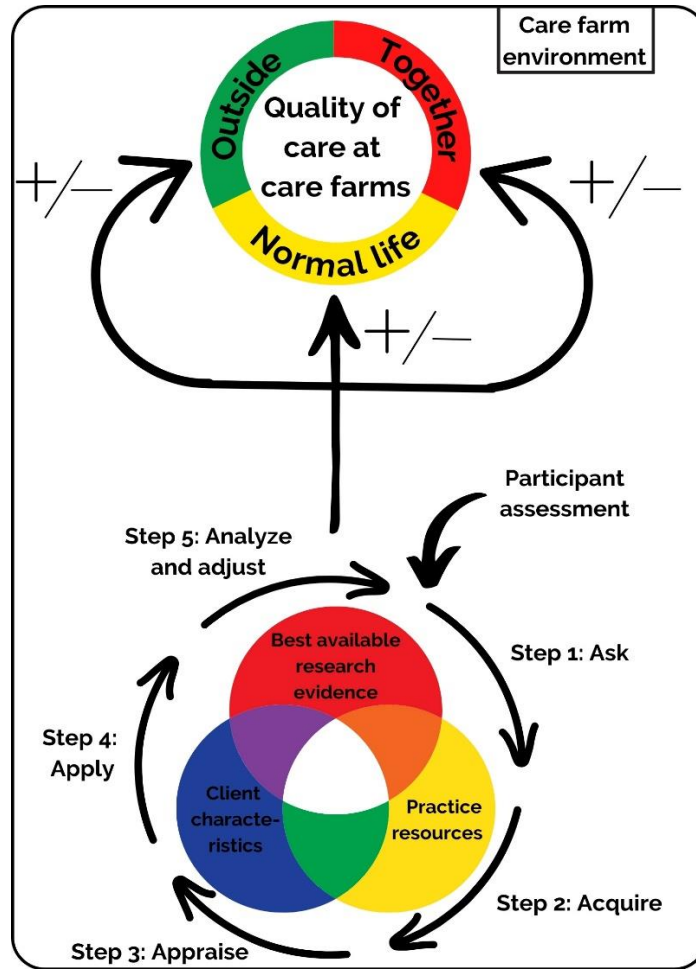 Care farm
environment
Outside
Together
Quality of
care at
care farms
Normal life
+/−
+/−
+/−
Participant
assessment
Step 5: Analyze
and adjust
Best available
research
evidence
Step 1: Ask
Step 4:
Apply
Client
characte-
ristics
Practice
resources
Step 2: Acquire
Step 3: Appraise